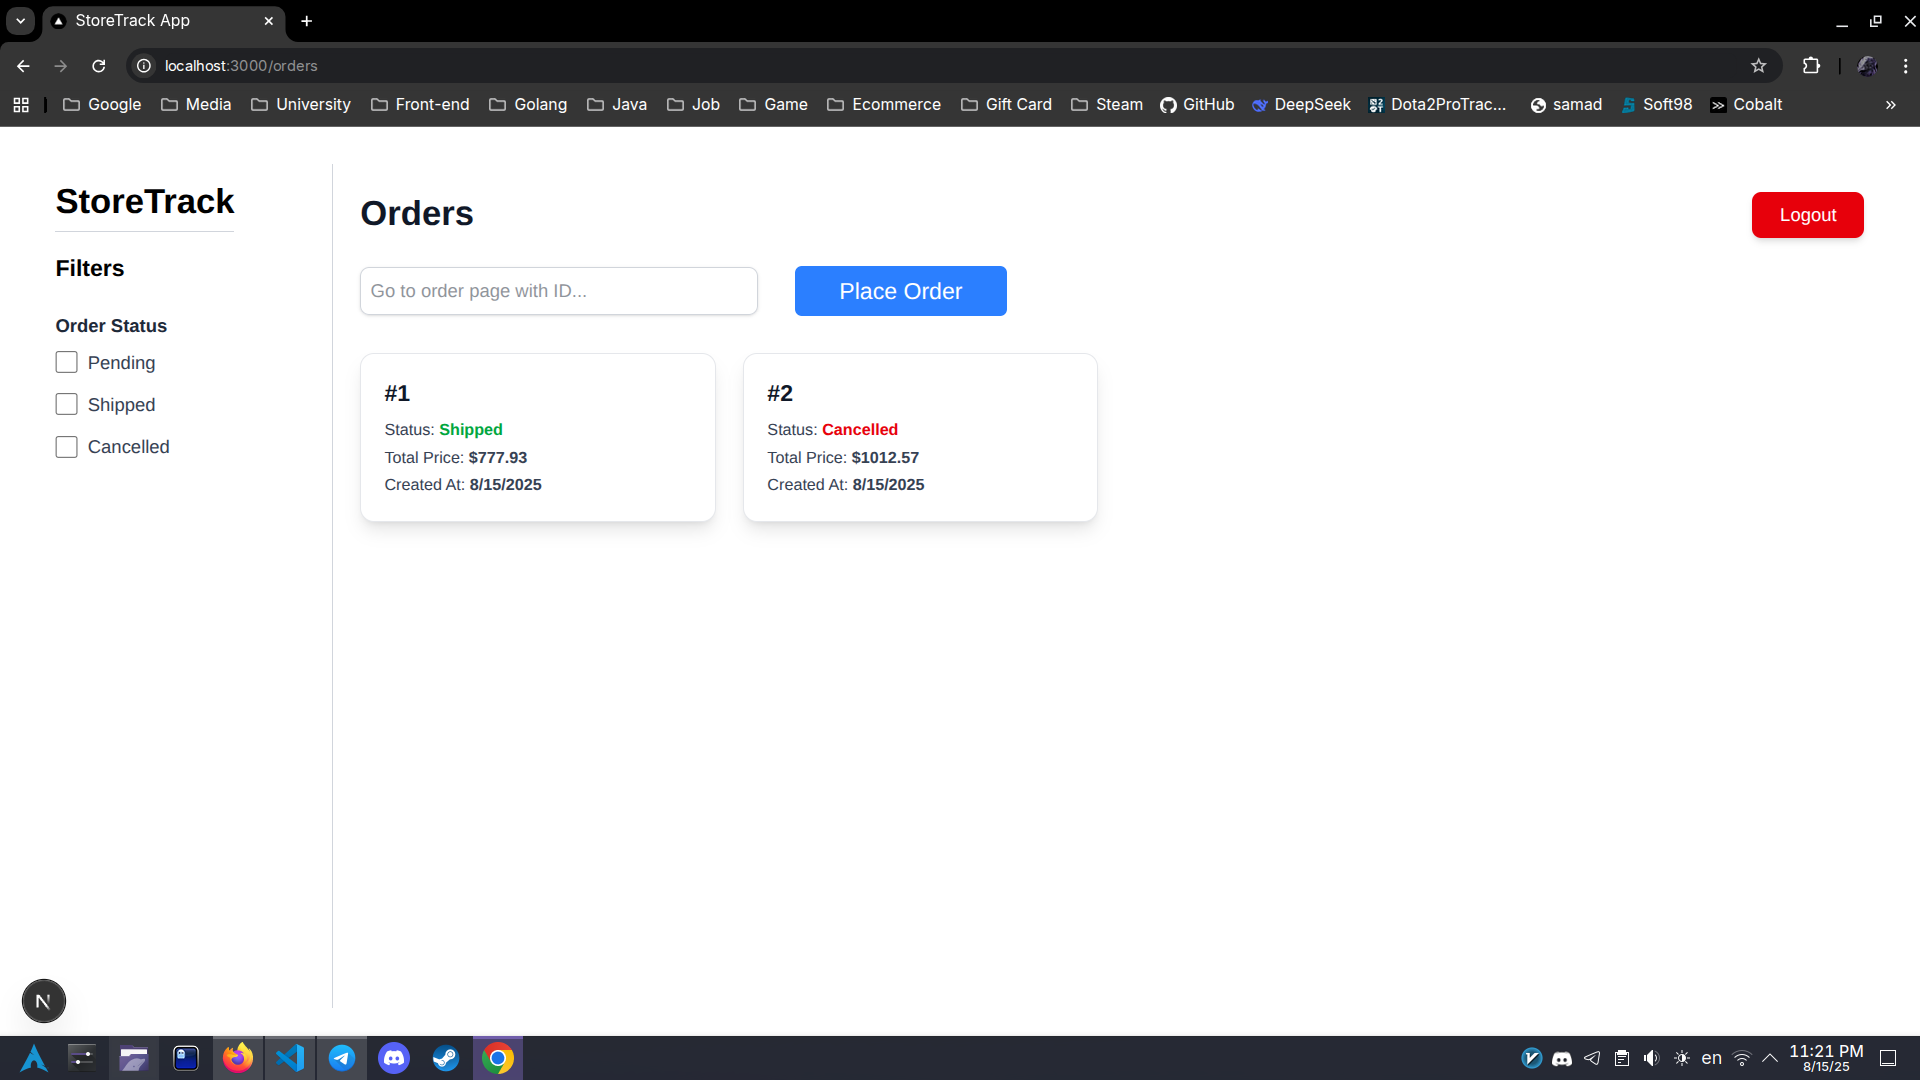 StoreTrack App
localhost:3000/orders
Google Media University Front-end Golang Java Job Game Ecommerce Gift Card Steam GitHub DeepSeek Dota2ProTrac... samad Soft98 Cobalt
StoreTrack
Filters
Order Status
Pending
Shipped
Cancelled
Orders
Logout
Go to order page with ID...
Place Order
#1
Status: Shipped
Total Price: $777.93
Created At: 8/15/2025
#2
Status: Cancelled
Total Price: $1012.57
Created At: 8/15/2025
N
en
11:21 PM
8/15/25